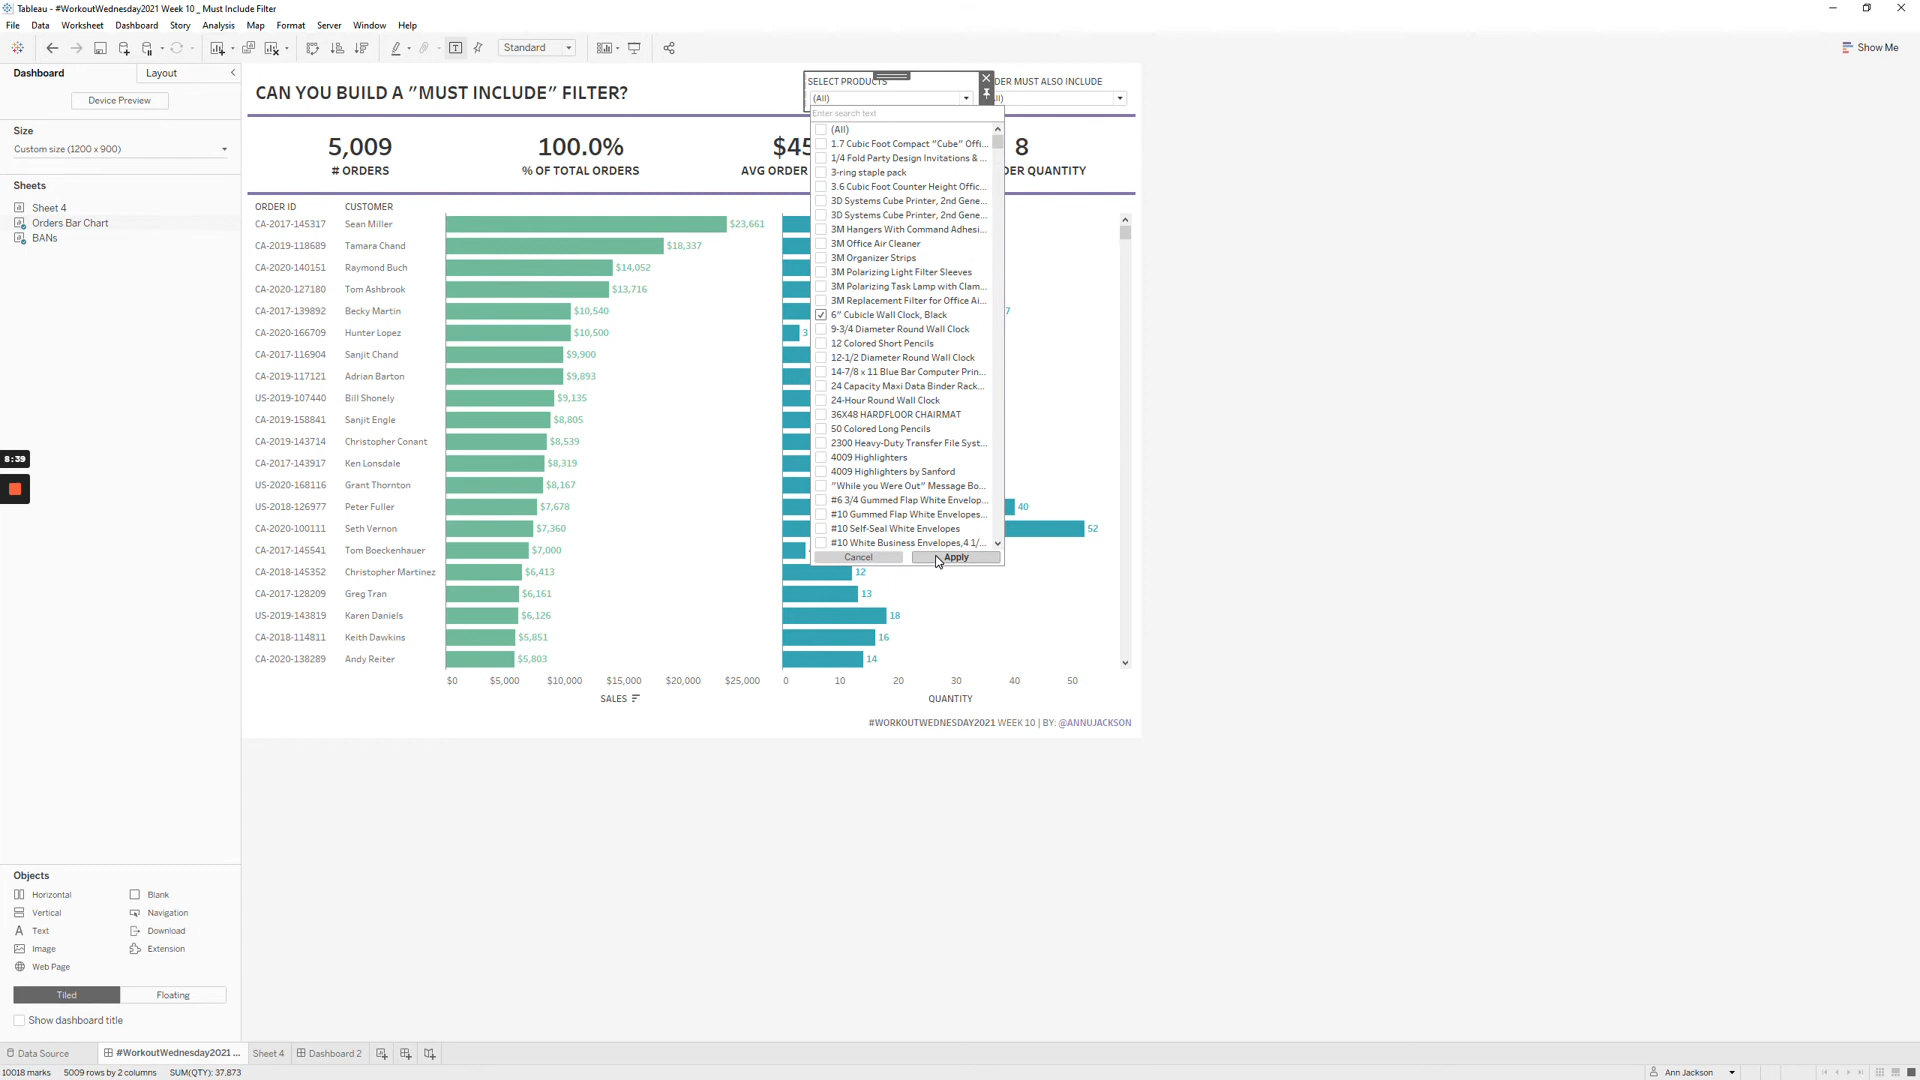 Tableau - #WorkoutWednesday2021 Week 10 _ Must Include Filter
File Data Worksheet Dashboard Story Analysis Map Format Server Window Help
Standard
Show Me
Dashboard Layout
Device Preview
Size
Custom size (1200 x 900)
Sheets
Sheet 4
Orders Bar Chart
BANs
8:39
CAN YOU BUILD A "MUST INCLUDE" FILTER?
SELECT PRODUCTS
(All)
DER MUST ALSO INCLUDE
Enter search text
(All)
1.7 Cubic Foot Compact "Cube" Offi...
1/4 Fold Party Design Invitations & ...
3-ring staple pack
3.6 Cubic Foot Counter Height Offic...
3D Systems Cube Printer, 2nd Gene...
3D Systems Cube Printer, 2nd Gene...
3M Hangers With Command Adhesi...
3M Office Air Cleaner
3M Organizer Strips
3M Polarizing Light Filter Sleeves
3M Polarizing Task Lamp with Clam...
3M Replacement Filter for Office Ai...
6" Cubicle Wall Clock, Black
9-3/4 Diameter Round Wall Clock
12 Colored Short Pencils
12-1/2 Diameter Round Wall Clock
14-7/8 x 11 Blue Bar Computer Prin...
24 Capacity Maxi Data Binder Rack...
24-Hour Round Wall Clock
36X48 HARDFLOOR CHAIRMAT
50 Colored Long Pencils
2300 Heavy-Duty Transfer File Syst...
4009 Highlighters
4009 Highlighters by Sanford
"While you Were Out" Message Bo...
#6 3/4 Gummed Flap White Envelop...
#10 Gummed Flap White Envelopes...
#10 Self-Seal White Envelopes
#10 White Business Envelopes,4 1/...
Cancel Apply
5,009 100.0% $45 8
# ORDERS % OF TOTAL ORDERS AVG ORDER DER QUANTITY
ORDER ID CUSTOMER
CA-2017-145317 Sean Miller $23,661
CA-2019-118689 Tamara Chand $18,337
CA-2020-140151 Raymond Buch $14,052
CA-2020-127180 Tom Ashbrook $13,716
CA-2017-139892 Becky Martin $10,540 7
CA-2020-166709 Hunter Lopez $10,500 3
CA-2017-116904 Sanjit Chand $9,900
CA-2019-117121 Adrian Barton $9,893
US-2019-107440 Bill Shonely $9,135
CA-2019-158841 Sanjit Engle $8,805
CA-2019-143714 Christopher Conant $8,539
CA-2017-143917 Ken Lonsdale $8,319
US-2020-168116 Grant Thornton $8,167
US-2018-126977 Peter Fuller $7,678 40
CA-2020-100111 Seth Vernon $7,360 52
CA-2017-145541 Tom Boeckenhauer $7,000
CA-2018-145352 Christopher Martinez $6,413 12
CA-2017-128209 Greg Tran $6,161 13
US-2019-143819 Karen Daniels $6,126 18
CA-2018-114811 Keith Dawkins $5,851 16
CA-2020-138289 Andy Reiter $5,803 14
$0 $5,000 $10,000 $15,000 $20,000 $25,000 0 10 20 30 40 50
SALES QUANTITY
#WORKOUTWEDNESDAY2021 WEEK 10 | BY: @ANNUJACKSON
Objects
Horizontal Blank
Vertical Navigation
A Text Download
Image Extension
Web Page
Tiled Floating
Show dashboard title
Data Source #WorkoutWednesday2021 ... Sheet 4 Dashboard 2
10018 marks 5009 rows by 2 columns SUM(QTY): 37,873 Ann Jackson